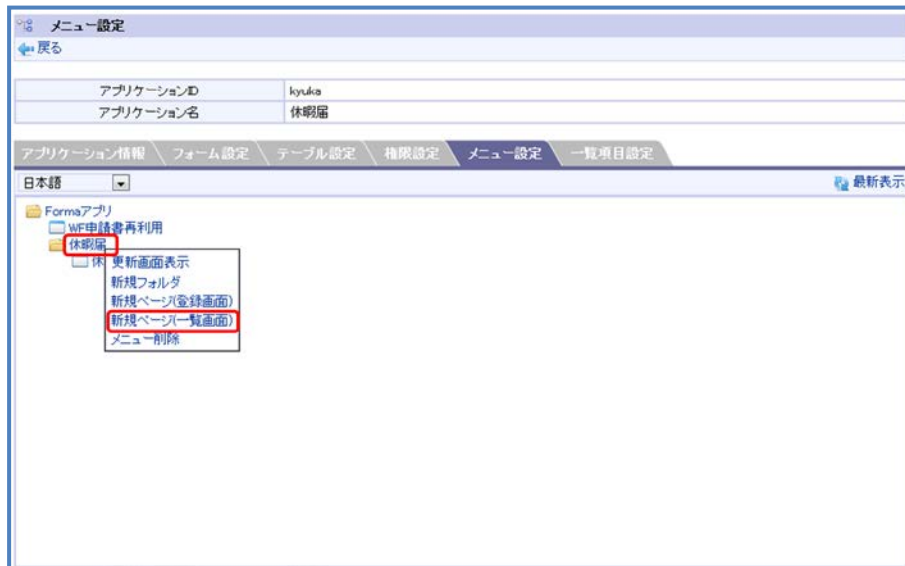 メニュー設定
戻る
アプリケーションID kyuka
アプリケーション名 休暇届
アプリケーション情報 フォーム設定 テーブル設定 権限設定 メニュー設定 一覧項目設定
日本語 最新表示
Formaアプリ
WF申請書再利用
休暇届
休
更新画面表示
新規フォルダ
新規ページ(登録画面)
新規ページ(一覧画面)
メニュー削除